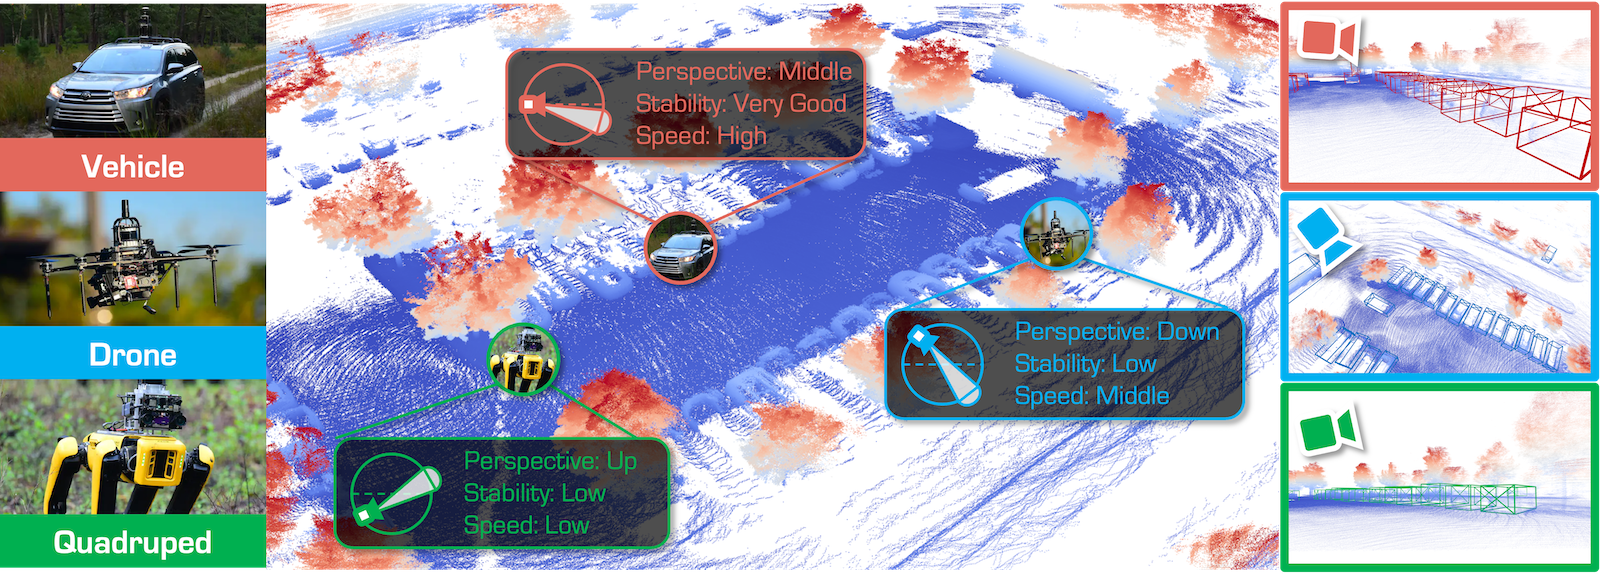 Vehicle
Drone
Quadruped
Perspective: Middle
Stability: Very Good
Speed: High
Perspective: Down
Stability: Low
Speed: Middle
Perspective: Up
Stability: Low
Speed: Low